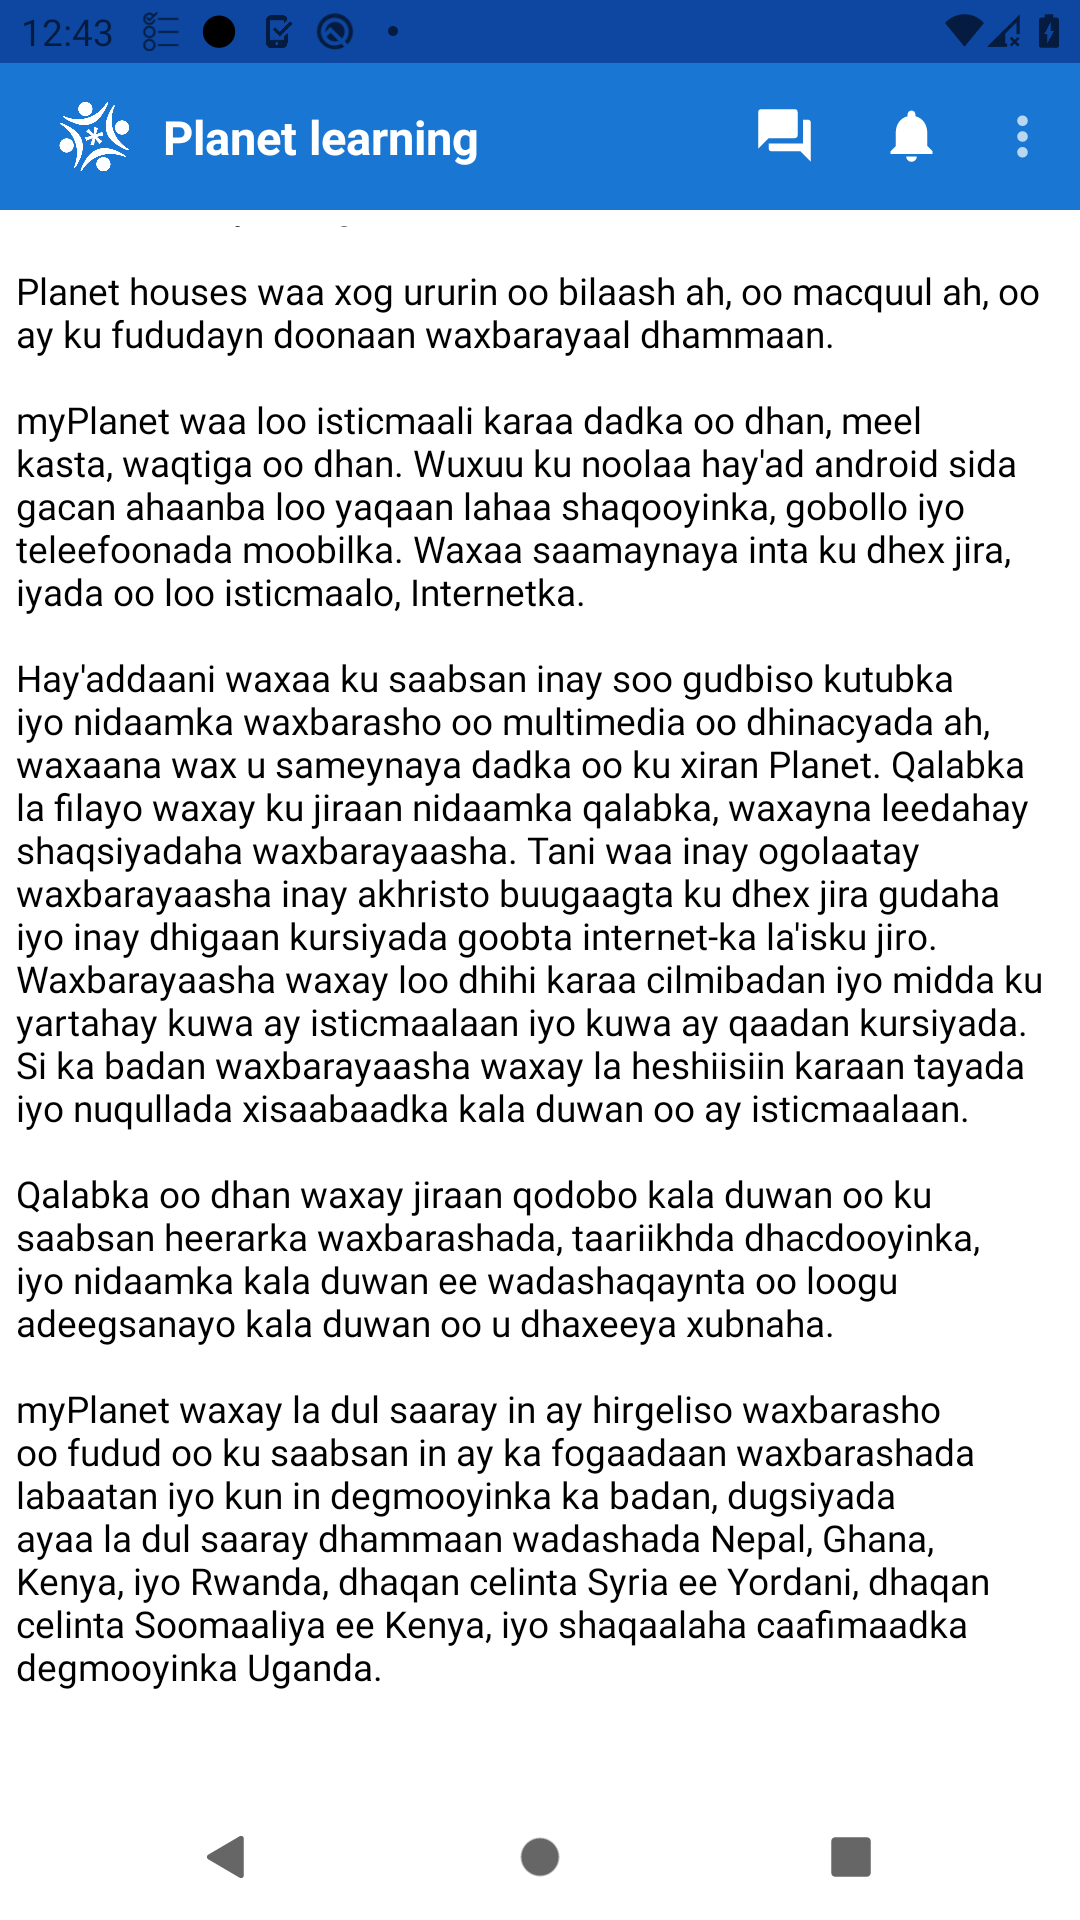 12:43
Planet learning
Planet houses waa xog ururin oo bilaash ah, oo macquul ah, oo
ay ku fududayn doonaan waxbarayaal dhammaan.
myPlanet waa loo isticmaali karaa dadka oo dhan, meel
kasta, waqtiga oo dhan. Wuxuu ku noolaa hay'ad android sida
gacan ahaanba loo yaqaan lahaa shaqooyinka, gobollo iyo
teleefoonada moobilka. Waxaa saamaynaya inta ku dhex jira,
iyada oo loo isticmaalo, Internetka.
Hay'addaani waxaa ku saabsan inay soo gudbiso kutubka
iyo nidaamka waxbarasho oo multimedia oo dhinacyada ah,
waxaana wax u sameynaya dadka oo ku xiran Planet. Qalabka
la filayo waxay ku jiraan nidaamka qalabka, waxayna leedahay
shaqsiyadaha waxbarayaasha. Tani waa inay ogolaatay
waxbarayaasha inay akhristo buugaagta ku dhex jira gudaha
iyo inay dhigaan kursiyada goobta internet-ka la'isku jiro.
Waxbarayaasha waxay loo dhihi karaa cilmibadan iyo midda ku
yartahay kuwa ay isticmaalaan iyo kuwa ay qaadan kursiyada.
Si ka badan waxbarayaasha waxay la heshiisiin karaan tayada
iyo nuqullada xisaabaadka kala duwan oo ay isticmaalaan.
Qalabka oo dhan waxay jiraan qodobo kala duwan oo ku
saabsan heerarka waxbarashada, taariikhda dhacdooyinka,
iyo nidaamka kala duwan ee wadashaqaynta oo loogu
adeegsanayo kala duwan oo u dhaxeeya xubnaha.
myPlanet waxay la dul saaray in ay hirgeliso waxbarasho
oo fudud oo ku saabsan in ay ka fogaadaan waxbarashada
labaatan iyo kun in degmooyinka ka badan, dugsiyada
ayaa la dul saaray dhammaan wadashada Nepal, Ghana,
Kenya, iyo Rwanda, dhaqan celinta Syria ee Yordani, dhaqan
celinta Soomaaliya ee Kenya, iyo shaqaalaha caafimaadka
degmooyinka Uganda.